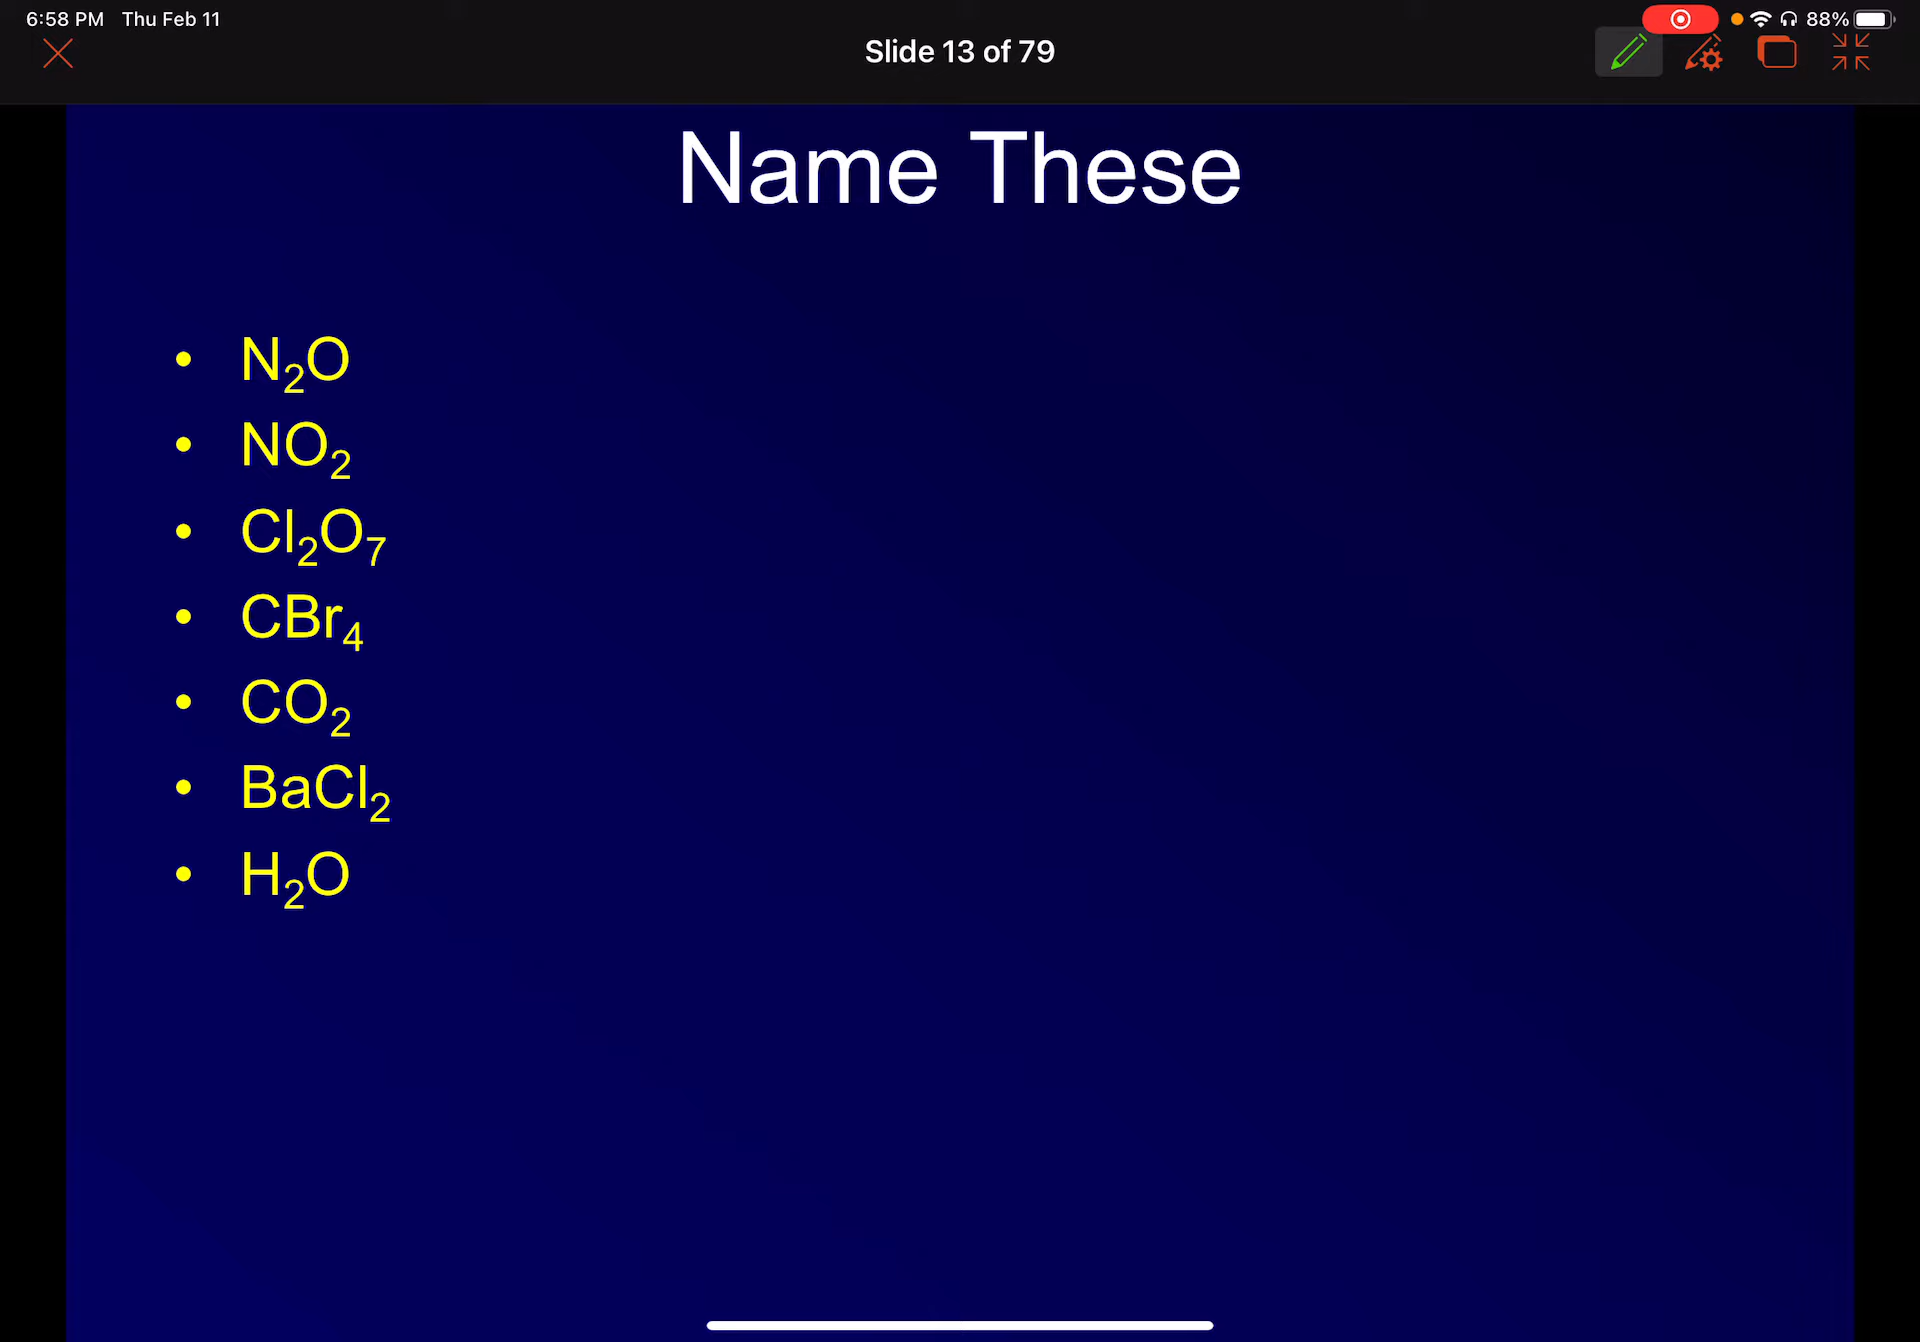 6:58 PM Thu Feb 11
88%
Slide 13 of 79
Name These
• N₂O
• NO₂
• Cl₂O₇
• CBr₄
• CO₂
• BaCl₂
• H₂O